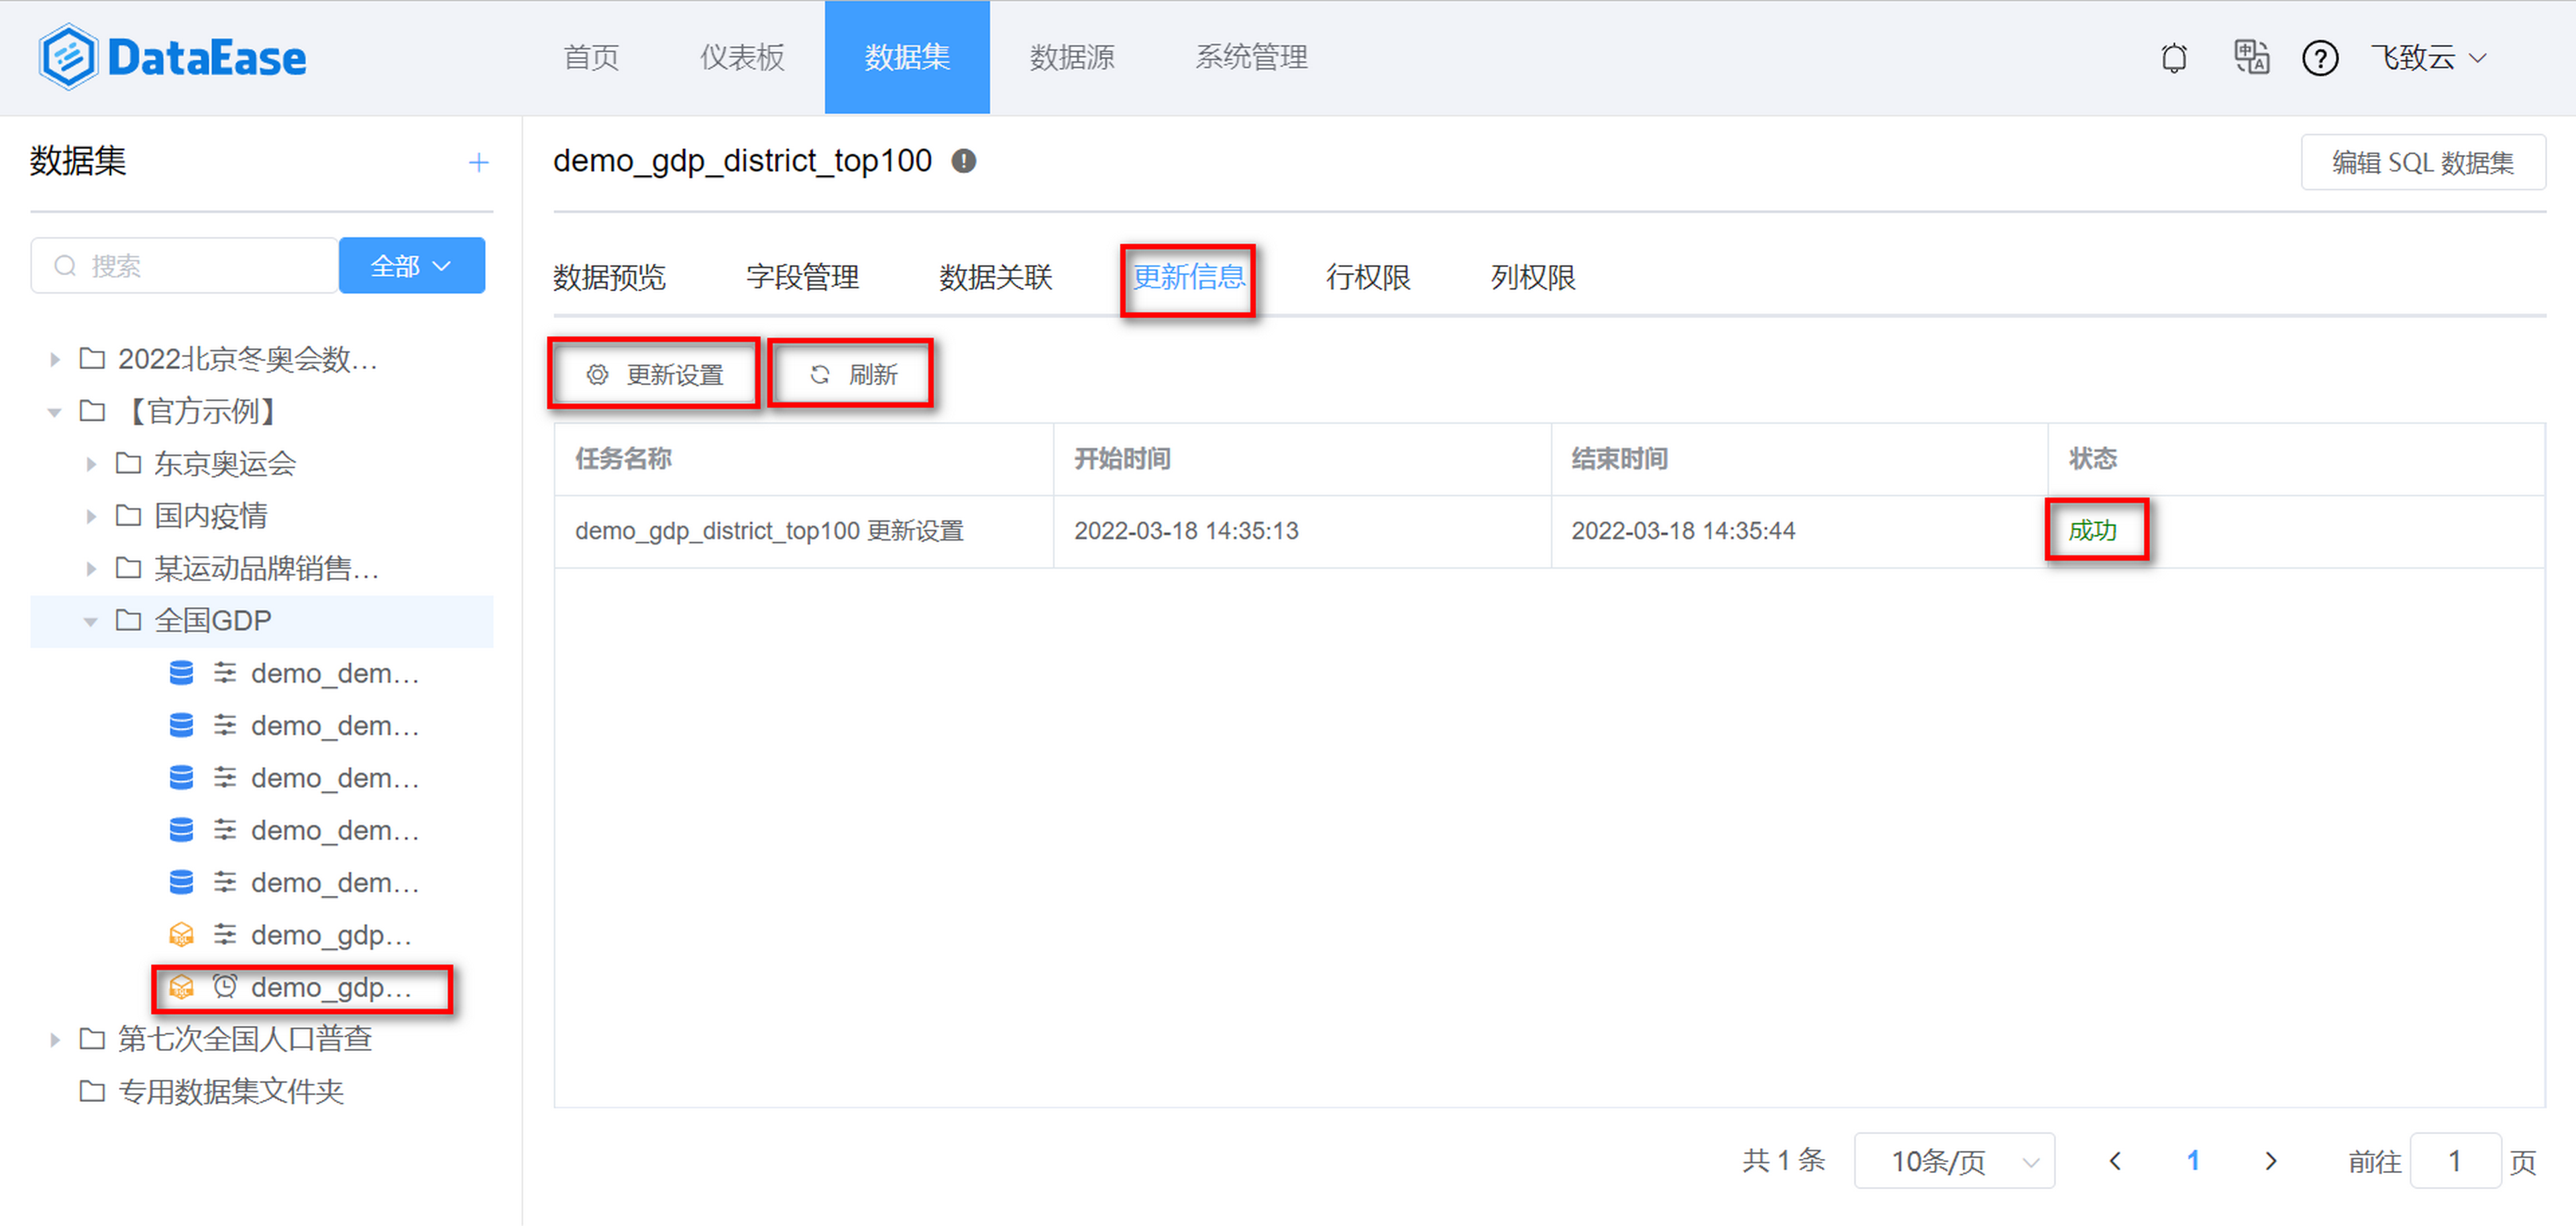 DataEase
首页 仪表板 数据集 数据源 系统管理
飞致云
数据集
搜索
全部
2022北京冬奥会数...
【官方示例】
东京奥运会
国内疫情
某运动品牌销售...
全国GDP
demo_dem...
demo_dem...
demo_dem...
demo_dem...
demo_dem...
demo_gdp...
demo_gdp...
第七次全国人口普查
专用数据集文件夹
demo_gdp_district_top100
编辑 SQL 数据集
数据预览 字段管理 数据关联 更新信息 行权限 列权限
更新设置 刷新
任务名称 开始时间 结束时间 状态
demo_gdp_district_top100 更新设置 2022-03-18 14:35:13 2022-03-18 14:35:44 成功
共 1 条 10条/页 1 前往 1 页